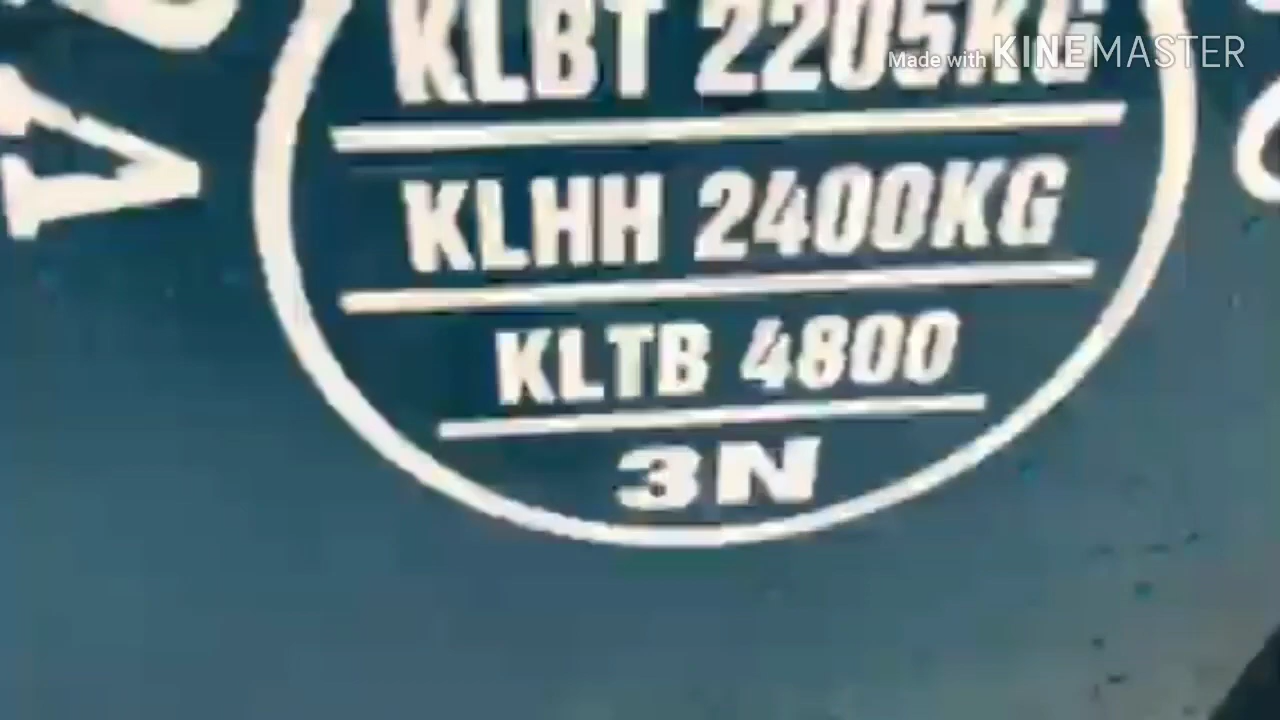 KLBT 2205KG
Made with KINEMASTER
KLHH 2400KG
KLTB 4800
3N